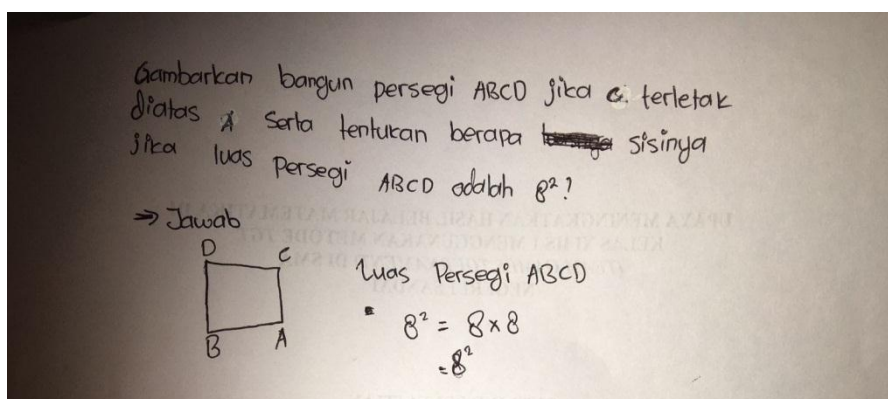 Gambarkan bangun persegi ABCD jika C. terletak
diatas A serta tentukan berapa sisinya
jika luas persegi ABCD adalah 8²?
⇒ Jawab
D C
B A
Luas Persegi ABCD
8² = 8 x 8
= 8²